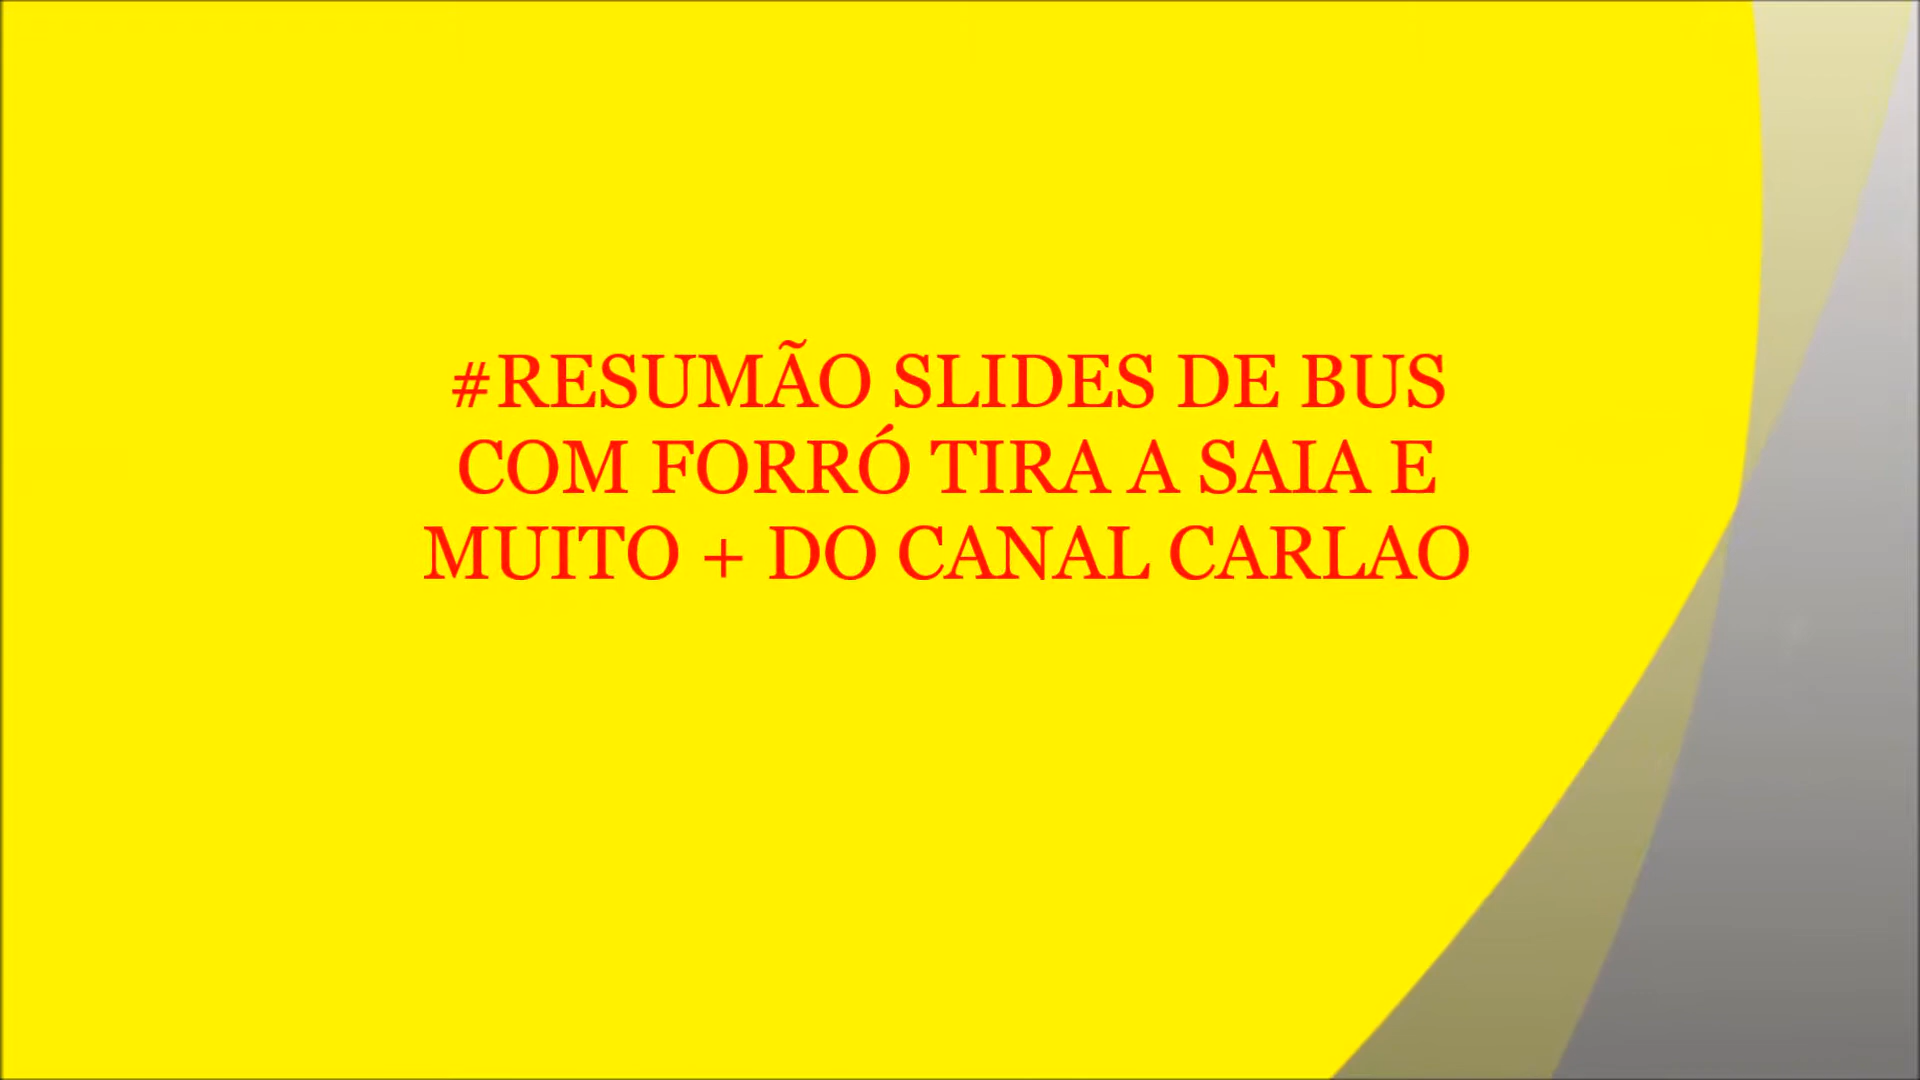 #RESUMÃO SLIDES DE BUS
COM FORRÓ TIRA A SAIA E
MUITO + DO CANAL CARLAO